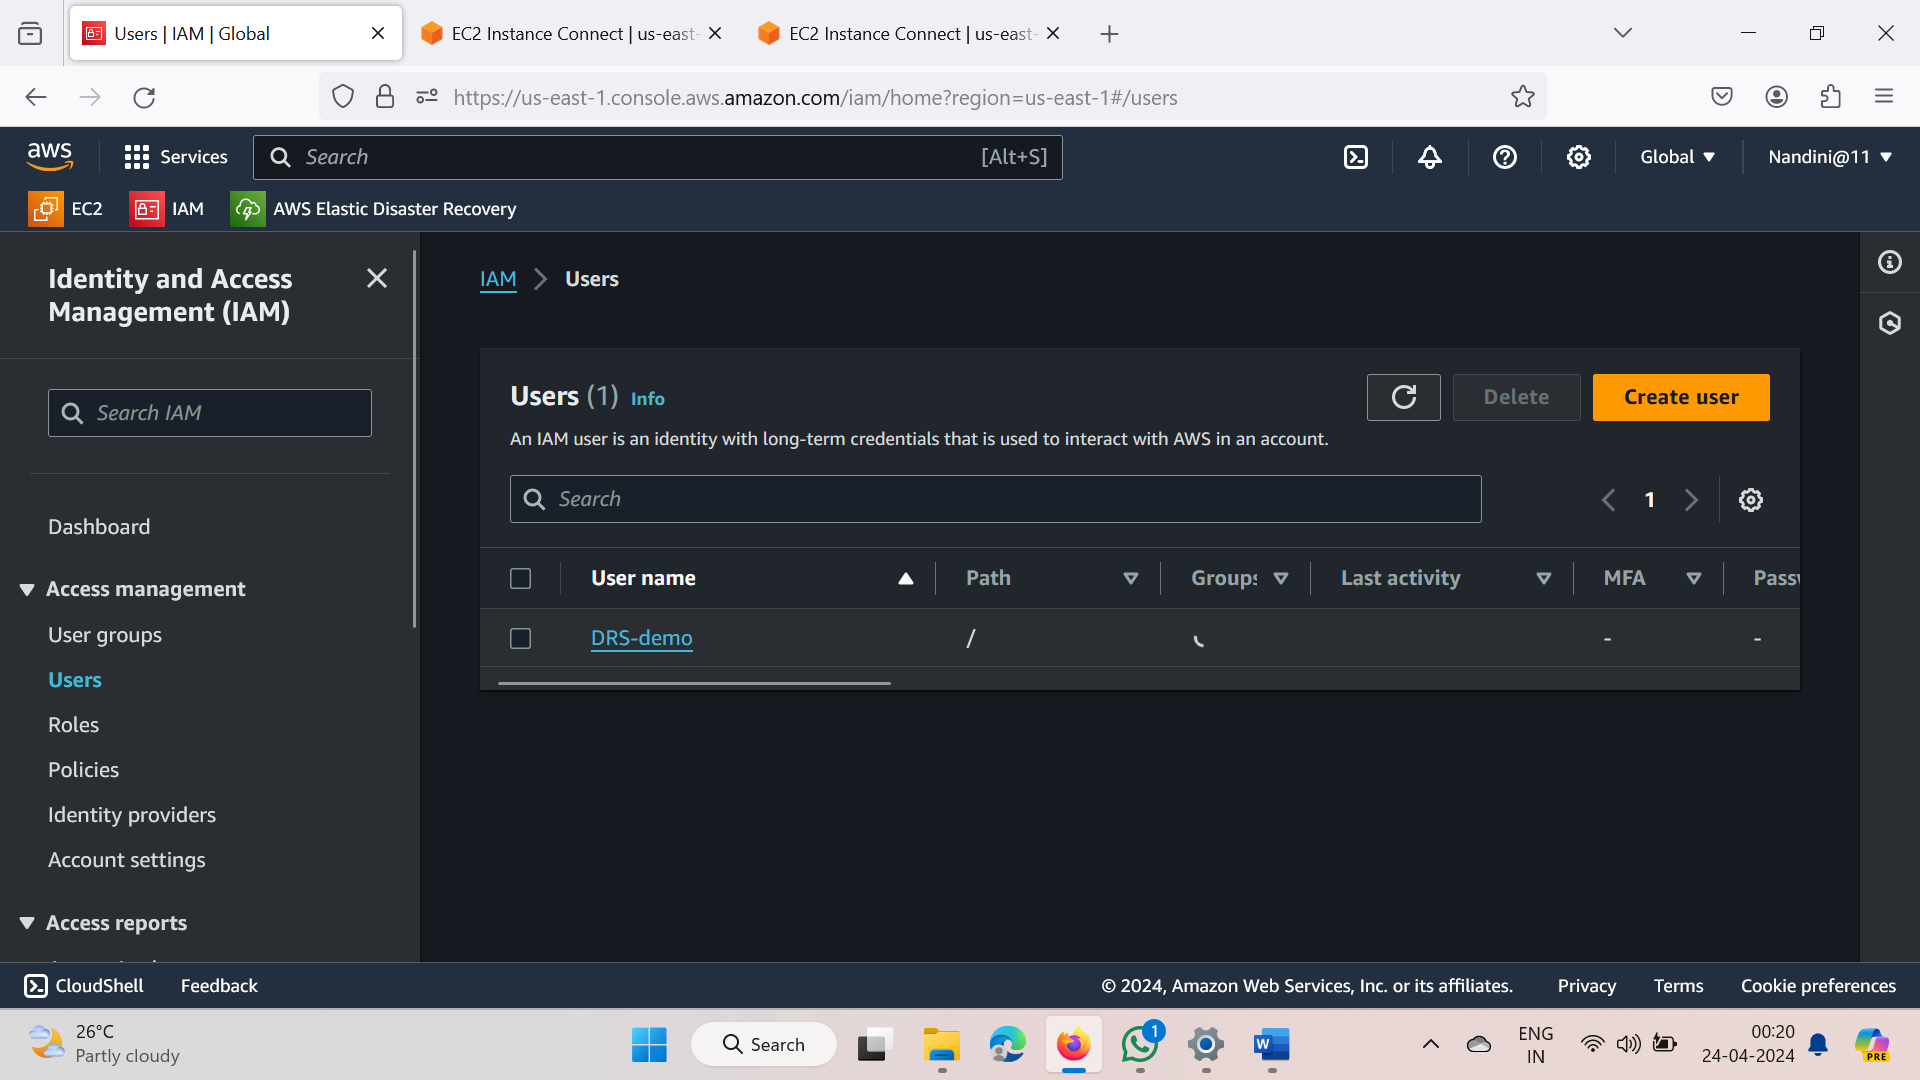 Users | IAM | Global
EC2 Instance Connect | us-east-
EC2 Instance Connect | us-east-
https://us-east-1.console.aws.amazon.com/iam/home?region=us-east-1#/users
aws
Services
Search
[Alt+S]
Global
Nandini@11
EC2
IAM
AWS Elastic Disaster Recovery
Identity and Access
Management (IAM)
Search IAM
Dashboard
Access management
User groups
Users
Roles
Policies
Identity providers
Account settings
Access reports
IAM
Users
Users (1) Info
Delete
Create user
An IAM user is an identity with long-term credentials that is used to interact with AWS in an account.
Search
1
User name
Path
Groups
Last activity
MFA
Pass
DRS-demo
/
-
-
CloudShell
Feedback
© 2024, Amazon Web Services, Inc. or its affiliates.
Privacy
Terms
Cookie preferences
26°C
Partly cloudy
Search
1
W
ENG
IN
00:20
24-04-2024
PRE